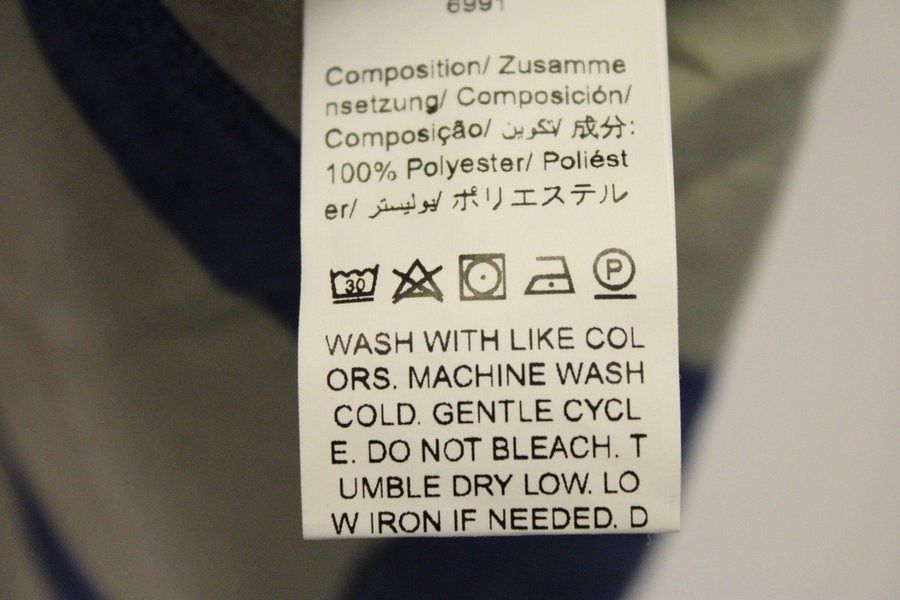 6991
Composition/ Zusamme
nsetzung/ Composición/
Composição/ تكوين/ 成分:
100% Polyester/ Poliést
er/ بوليستر/ ポリエステル
30
P
WASH WITH LIKE COL
ORS. MACHINE WASH
COLD. GENTLE CYCL
E. DO NOT BLEACH. T
UMBLE DRY LOW. LO
W IRON IF NEEDED. D